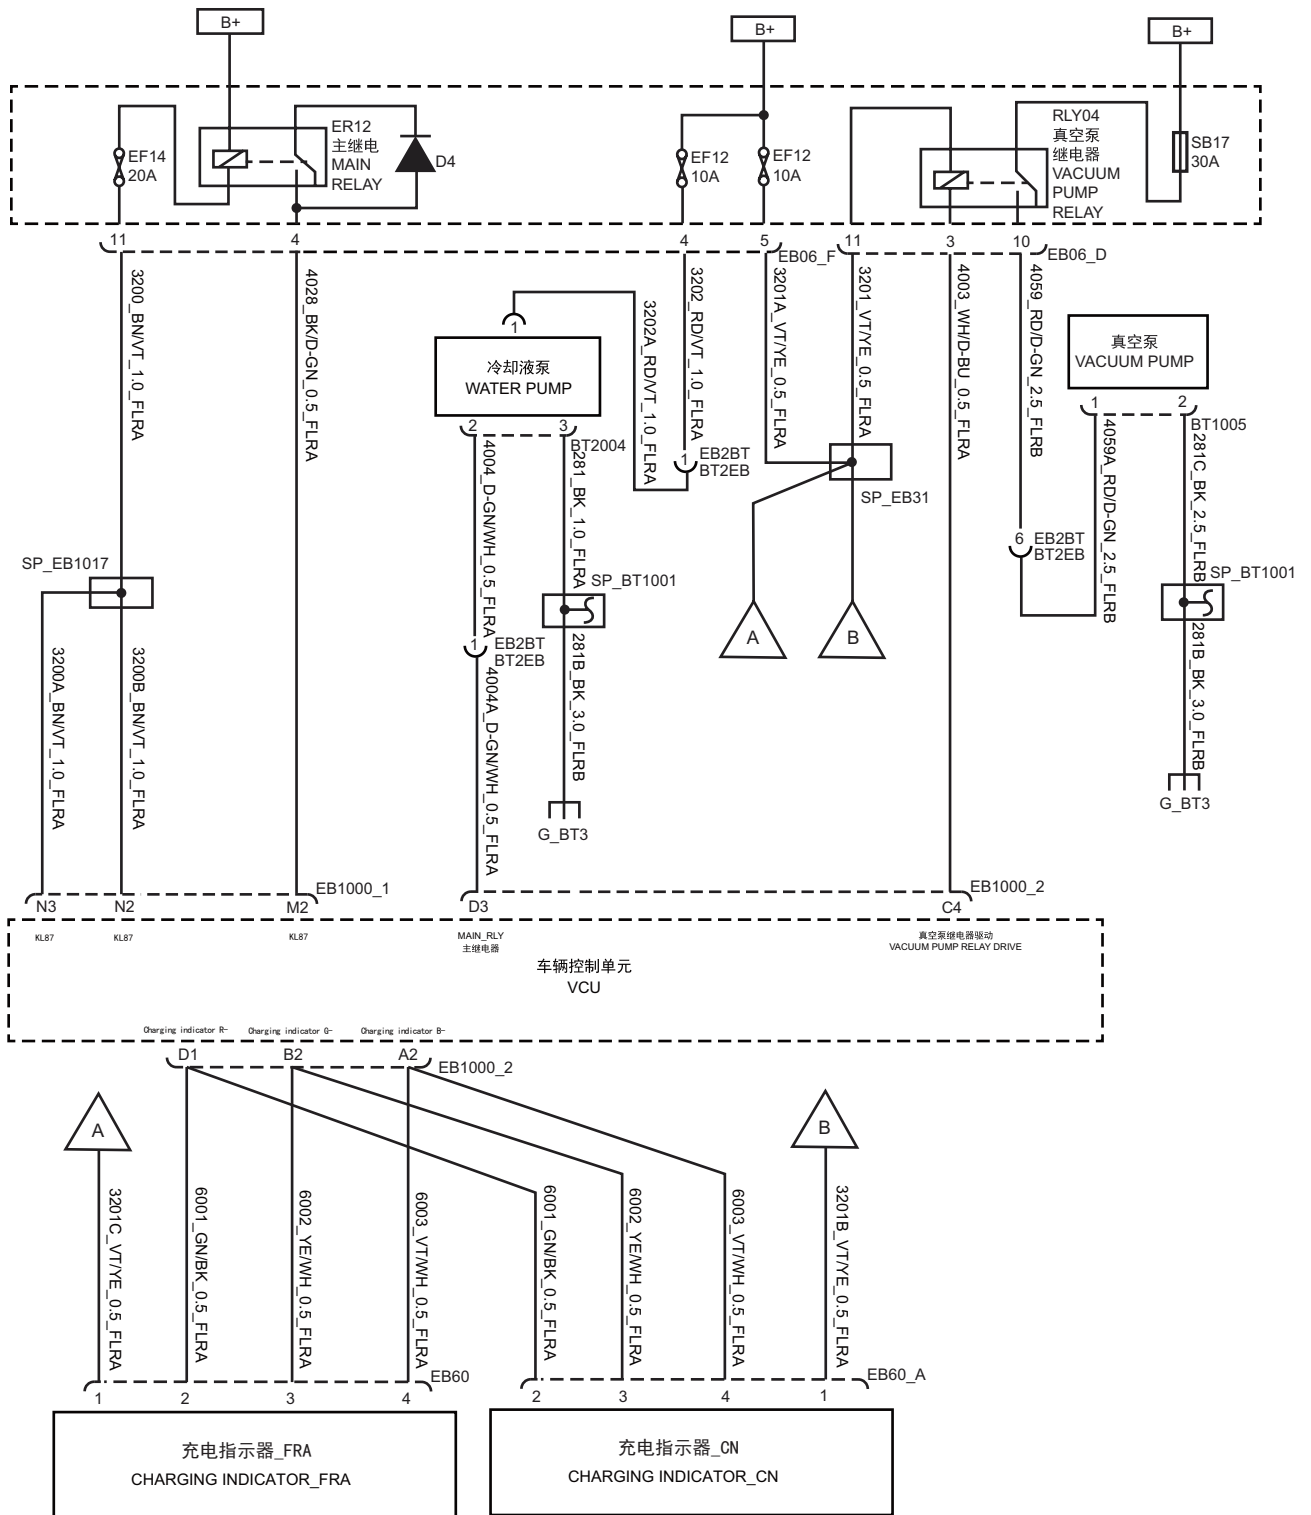 B+
B+
B+
EF14
20A
ER12
主继电
MAIN
RELAY
D4
EF12
10A
EF12
10A
RLY04
真空泵
继电器
VACUUM
PUMP
RELAY
SB17
30A
11
4
4
5
EB06_F
11
3
10
EB06_D
3200_BN/VT_1.0_FLRA
4028_BK/D-GN_0.5_FLRA
1
3202A_RD/VT_1.0_FLRA
3202_RD/VT_1.0_FLRA
3201A_VT/YE_0.5_FLRA
3201_VT/YE_0.5_FLRA
4003_WH/D-BU_0.5_FLRA
4059_RD/D-GN_2.5_FLRB
冷却液泵
WATER PUMP
真空泵
VACUUM PUMP
2
3
BT2004
1
2
BT1005
4004_D-GN/WH_0.5_FLRA
281_BK_1.0_FLRA
1
EB2BT
BT2EB
SP_EB31
4059A_RD/D-GN_2.5_FLRB
281C_BK_2.5_FLRB
6
EB2BT
BT2EB
SP_EB1017
SP_BT1001
SP_BT1001
3200A_BN/VT_1.0_FLRA
3200B_BN/VT_1.0_FLRA
1
EB2BT
BT2EB
4004A_D-GN/WH_0.5_FLRA
281B_BK_3.0_FLRB
A
B
281B_BK_3.0_FLRB
G_BT3
G_BT3
N3
N2
M2
EB1000_1
D3
C4
EB1000_2
KL87
KL87
KL87
MAIN_RLY
主继电器
真空泵继电器驱动
VACUUM PUMP RELAY DRIVE
车辆控制单元
VCU
Charging indicator R-
Charging indicator G-
Charging indicator B-
D1
B2
A2
EB1000_2
A
B
3201C_VT/YE_0.5_FLRA
6001_GN/BK_0.5_FLRA
6002_YE/WH_0.5_FLRA
6003_VT/WH_0.5_FLRA
6001_GN/BK_0.5_FLRA
6002_YE/WH_0.5_FLRA
6003_VT/WH_0.5_FLRA
3201B_VT/YE_0.5_FLRA
1
2
3
4
EB60
2
3
4
1
EB60_A
充电指示器_FRA
CHARGING INDICATOR_FRA
充电指示器_CN
CHARGING INDICATOR_CN